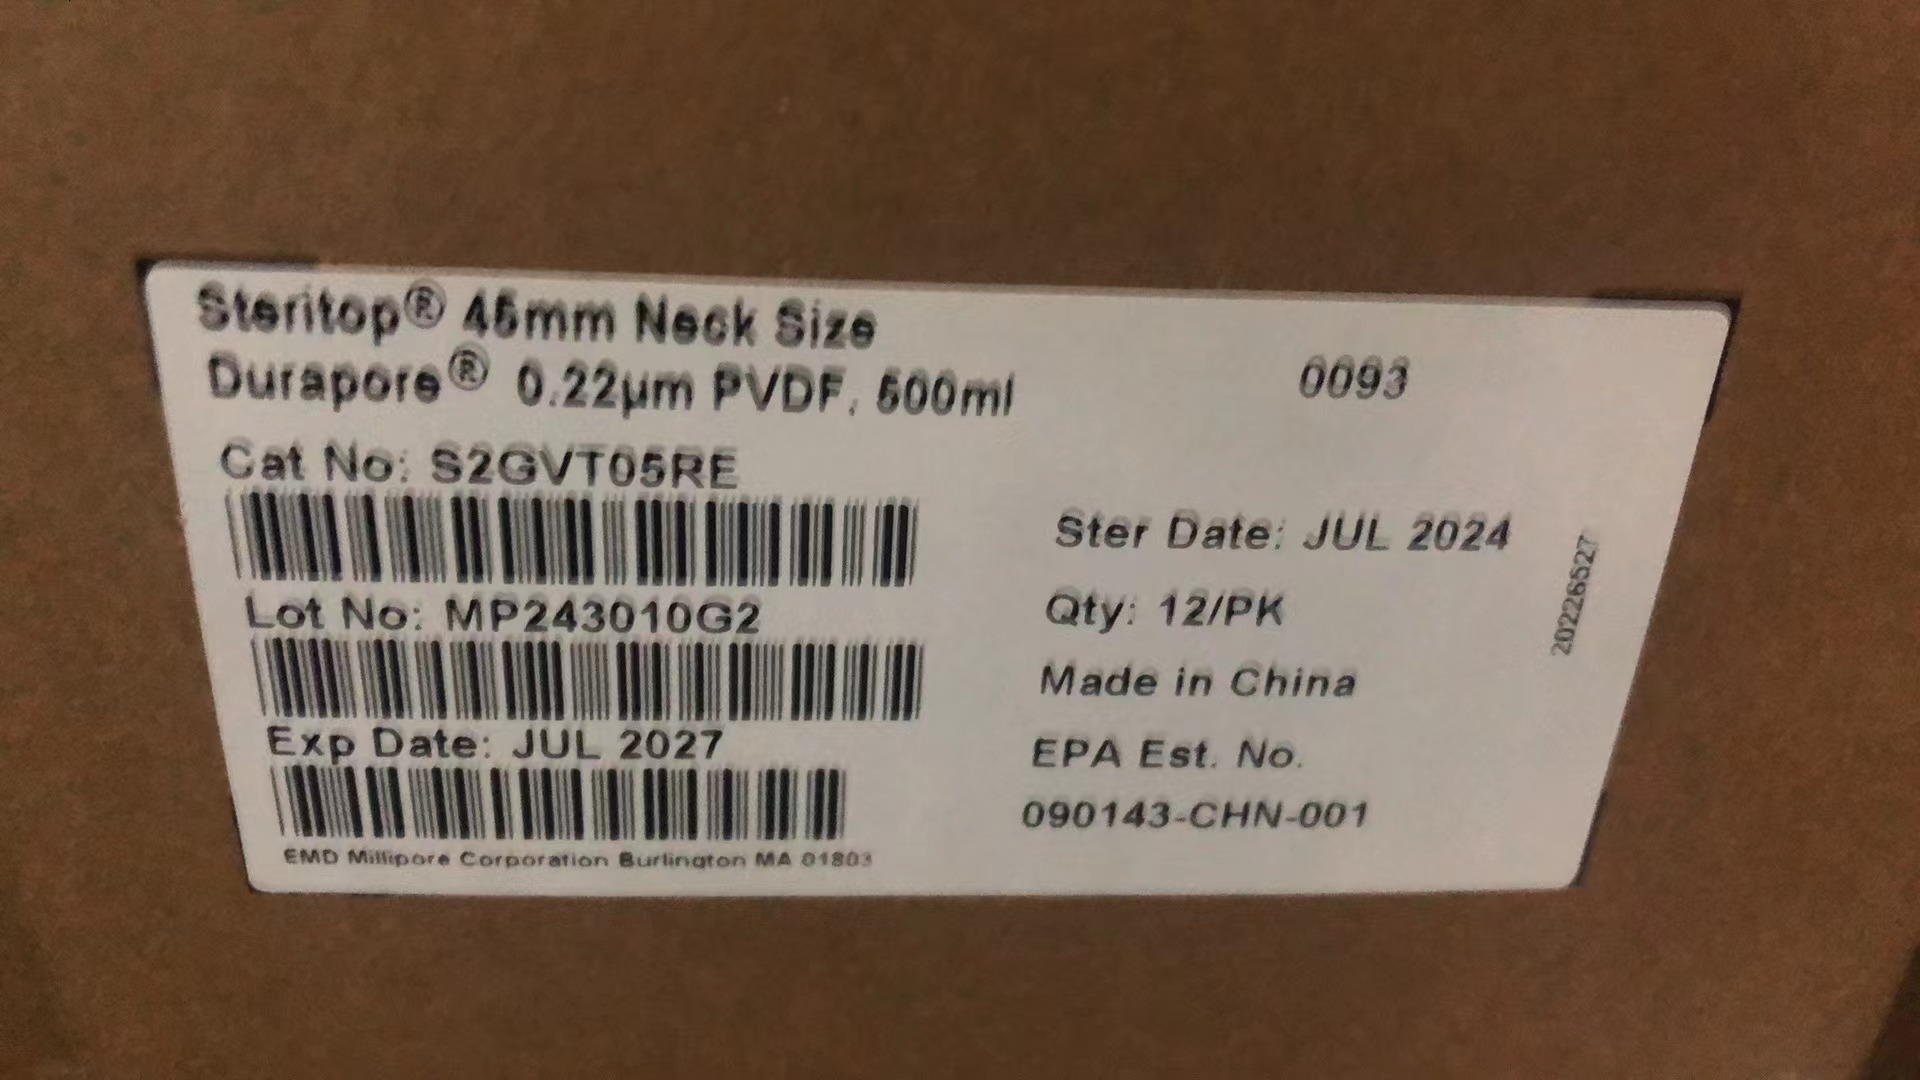 Steritop® 45mm Neck Size
Durapore® 0.22µm PVDF, 500ml
0093
Cat No: S2GVT05RE
Lot No: MP243010G2
Exp Date: JUL 2027
EMD Millipore Corporation Burlington MA 01803
Ster Date: JUL 2024
Qty: 12/PK
Made in China
EPA Est. No.
090143-CHN-001
20226527